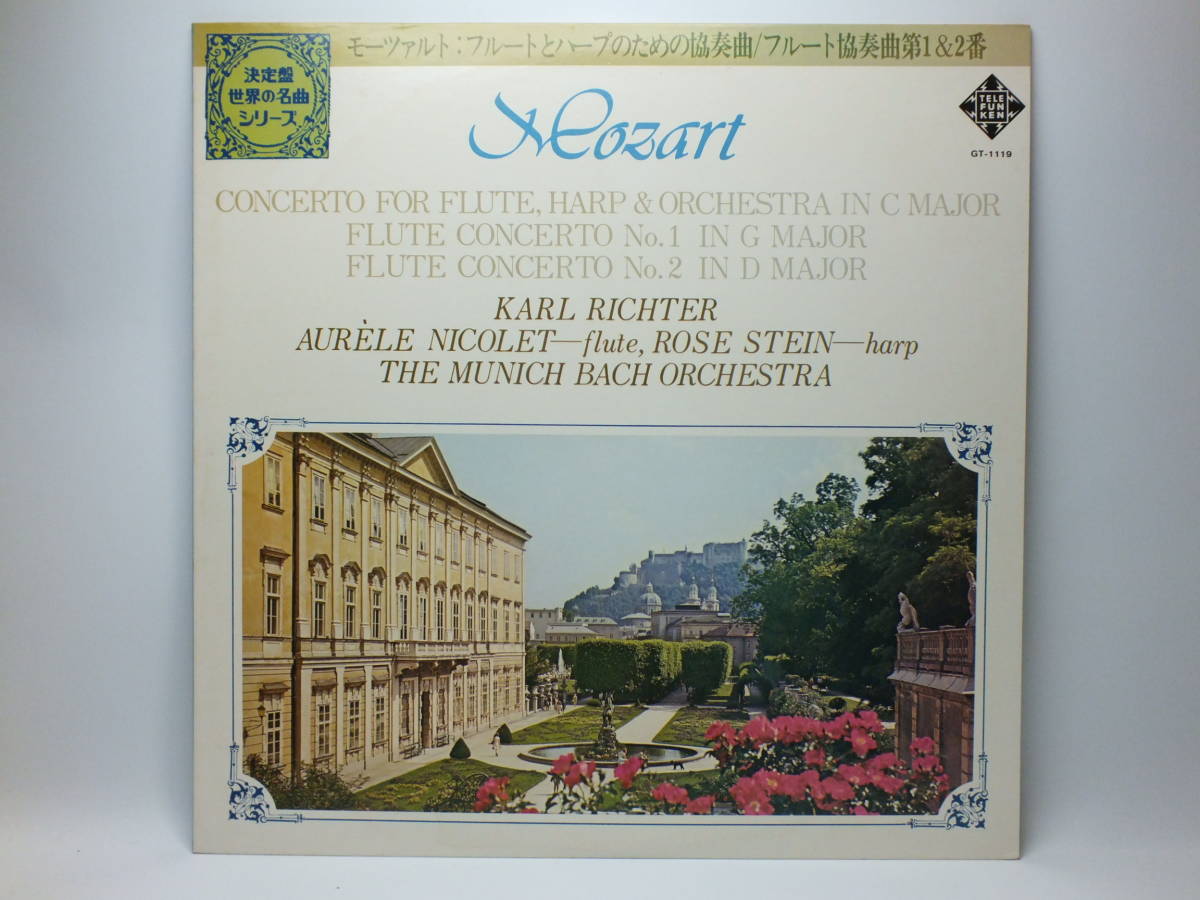 モーツァルト:フルートとハープのための協奏曲/フルート協奏曲第1&2番
決定盤
世界の名曲
シリーズ
Mozart
TELE
FUN
KEN
GT-1119
CONCERTO FOR FLUTE, HARP & ORCHESTRA IN C MAJOR
FLUTE CONCERTO No.1 IN G MAJOR
FLUTE CONCERTO No.2 IN D MAJOR
KARL RICHTER
AURÈLE NICOLET—flute, ROSE STEIN—harp
THE MUNICH BACH ORCHESTRA